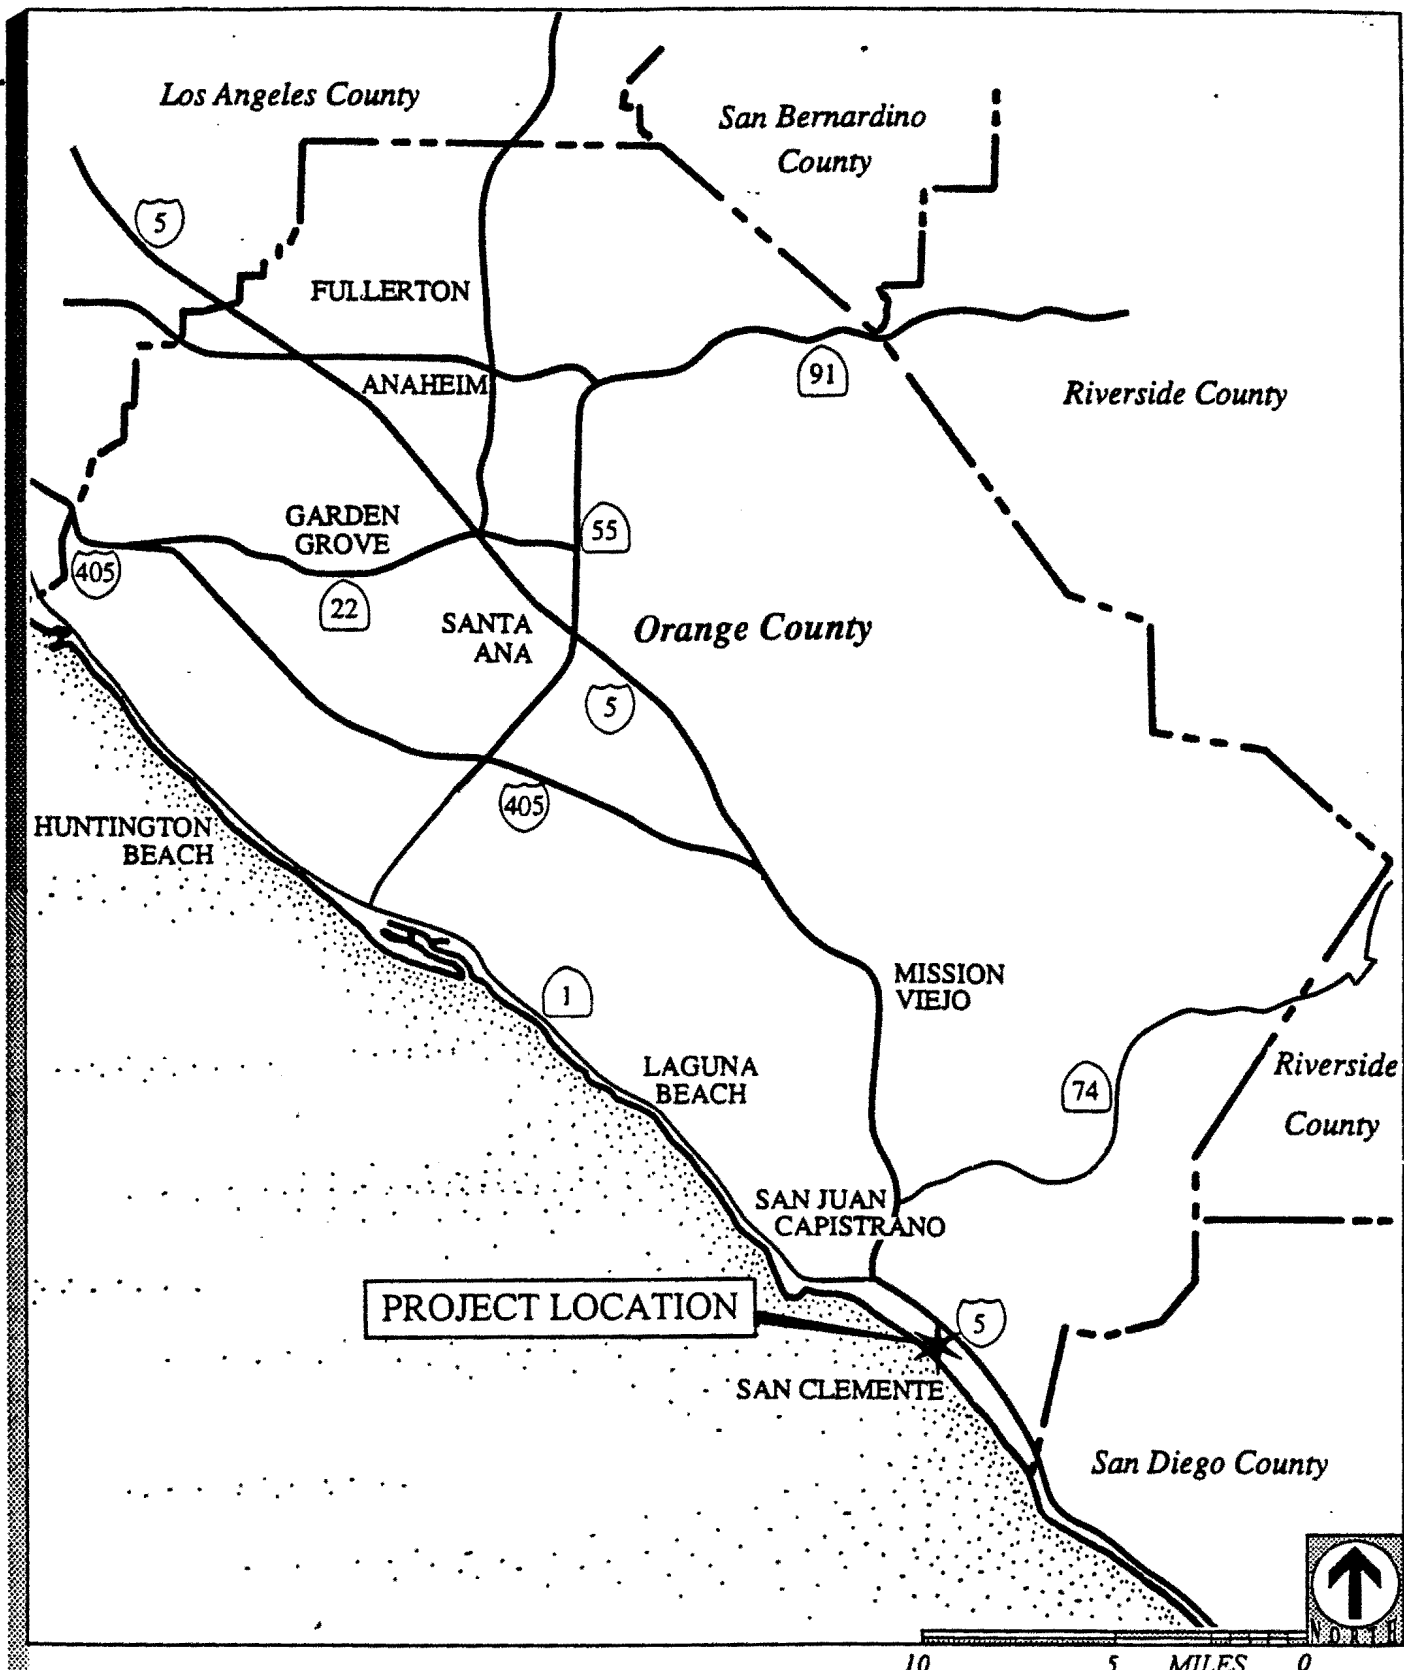 Los Angeles County
San Bernardino
County
5
FULLERTON
ANAHEIM
91
Riverside County
GARDEN
GROVE
55
405
22
SANTA
ANA
Orange County
5
405
HUNTINGTON
BEACH
MISSION
VIEJO
1
LAGUNA
BEACH
74
Riverside
County
SAN JUAN
CAPISTRANO
PROJECT LOCATION
5
SAN CLEMENTE
San Diego County
NORTH
10 5 MILES 0